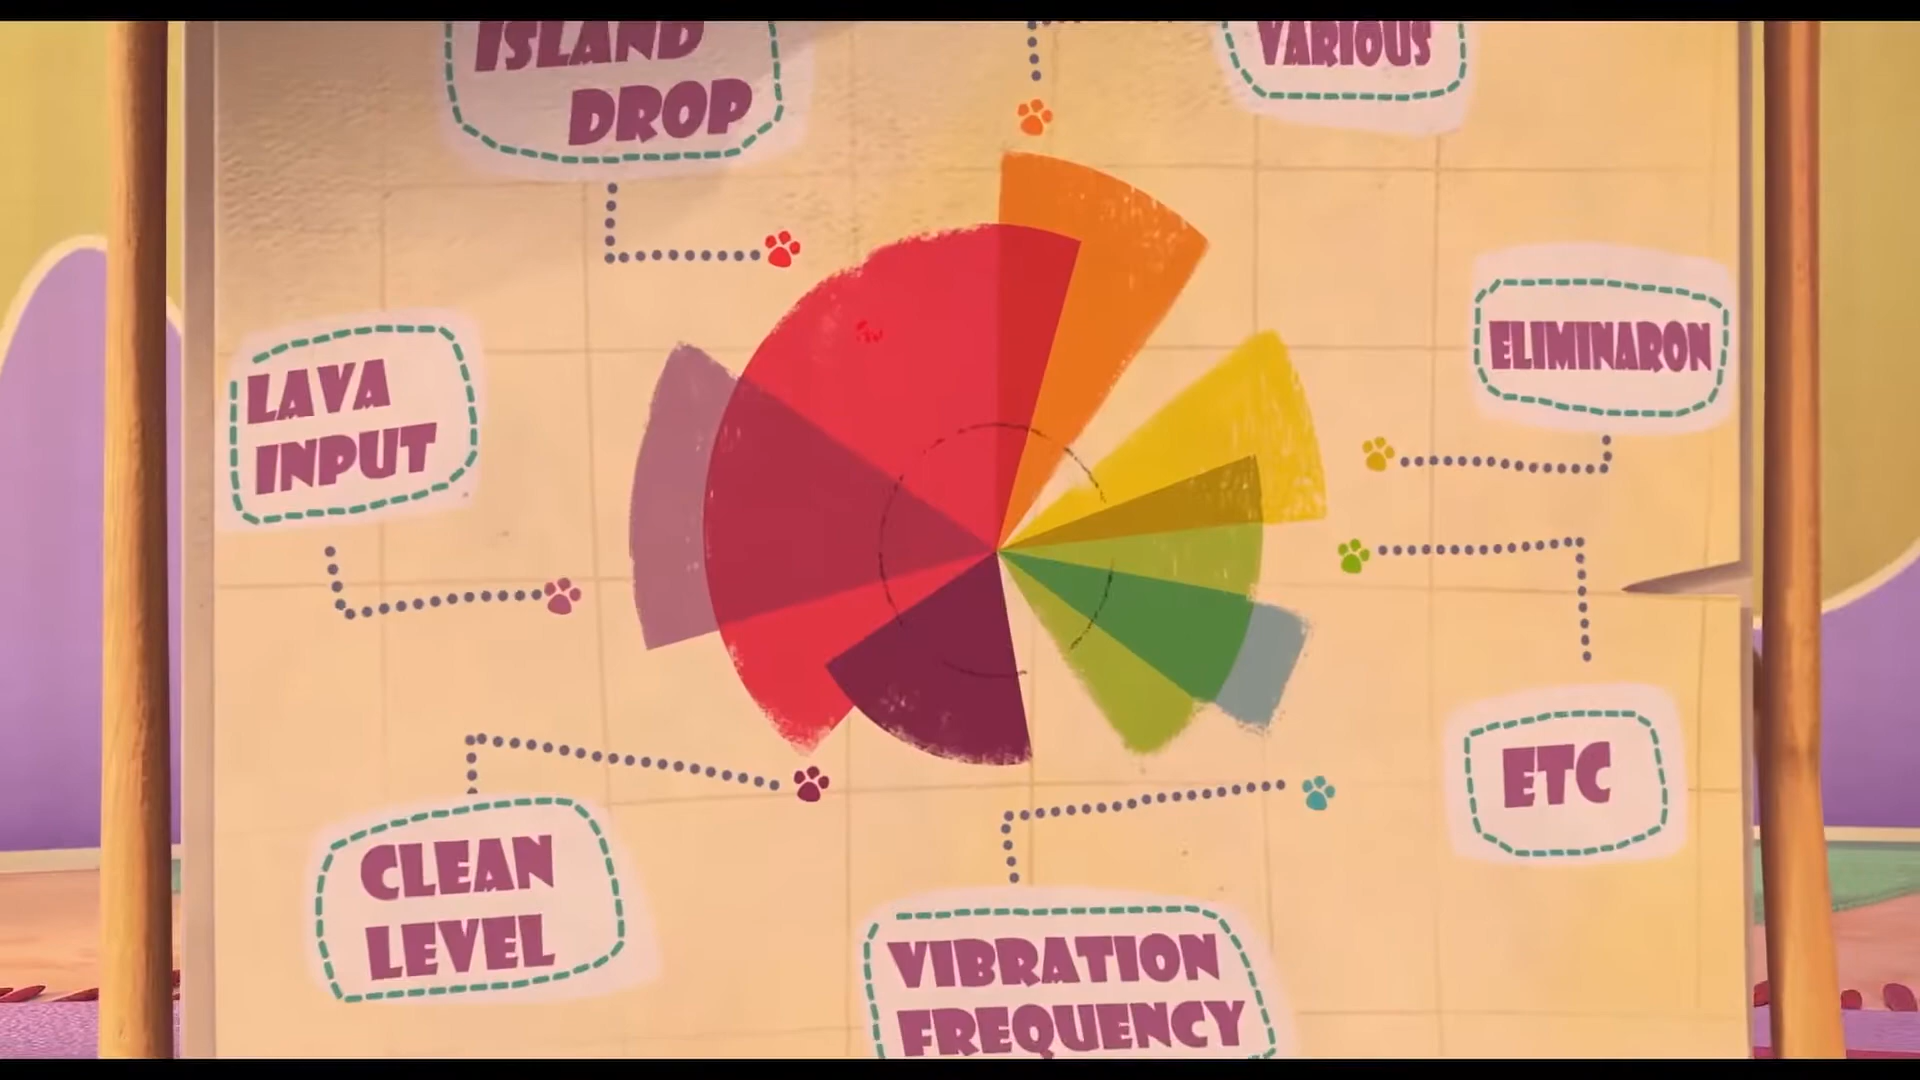 ISLAND
DROP
VARIOUS
LAVA
INPUT
ELIMINARON
ETC
CLEAN
LEVEL
VIBRATION
FREQUENCY